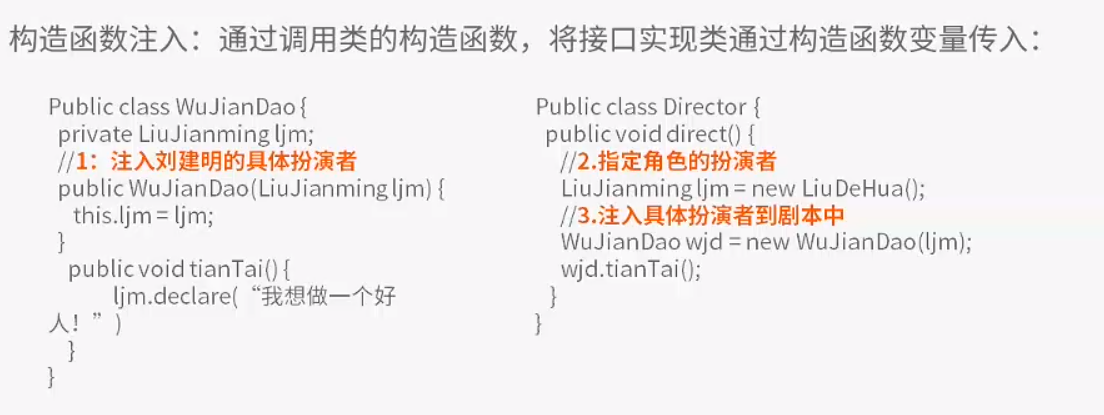 构造函数注入：通过调用类的构造函数，将接口实现类通过构造函数变量传入：
Public class WuJianDao {
private LiuJianming ljm;
//1：注入刘建明的具体扮演者
public WuJianDao(LiuJianming ljm) {
this.ljm = ljm;
}
public void tianTai() {
ljm.declare(“我想做一个好
人！”)
}
}
Public class Director {
public void direct() {
//2.指定角色的扮演者
LiuJianming ljm = new LiuDeHua();
//3.注入具体扮演者到剧本中
WuJianDao wjd = new WuJianDao(ljm);
wjd.tianTai();
}
}